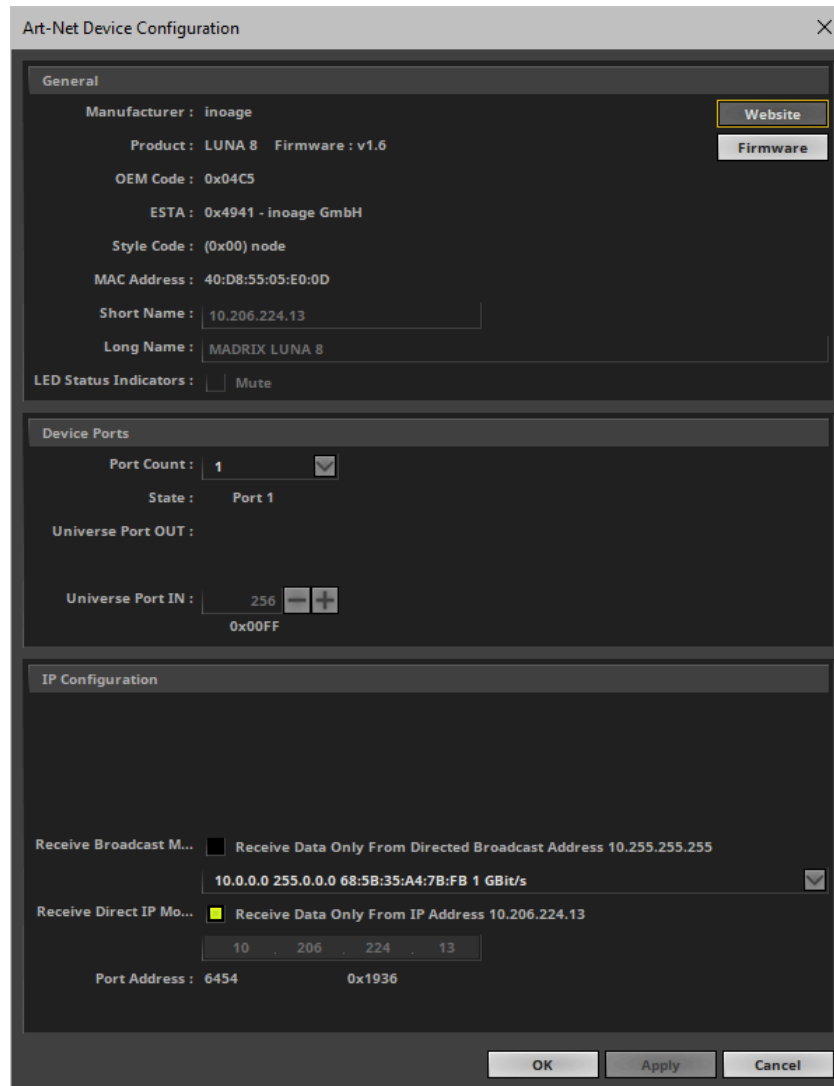 Art-Net Device Configuration
General
Manufacturer : inoage
Website
Product : LUNA 8 Firmware : v1.6
Firmware
OEM Code : 0x04C5
ESTA : 0x4941 - inoage GmbH
Style Code : (0x00) node
MAC Address : 40:D8:55:05:E0:0D
Short Name : 10.206.224.13
Long Name : MADRIX LUNA 8
LED Status Indicators : Mute
Device Ports
Port Count : 1
State : Port 1
Universe Port OUT :
Universe Port IN : 256
0x00FF
IP Configuration
Receive Broadcast M... Receive Data Only From Directed Broadcast Address 10.255.255.255
10.0.0.0 255.0.0.0 68:5B:35:A4:7B:FB 1 GBit/s
Receive Direct IP Mo... Receive Data Only From IP Address 10.206.224.13
10 . 206 . 224 . 13
Port Address : 6454 0x1936
OK Apply Cancel